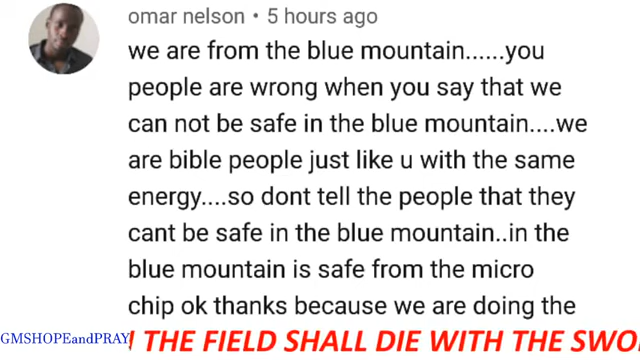 omar nelson • 5 hours ago
we are from the blue mountain......you
people are wrong when you say that we
can not be safe in the blue mountain....we
are bible people just like u with the same
energy....so dont tell the people that they
cant be safe in the blue mountain..in the
blue mountain is safe from the micro
chip ok thanks because we are doing the
GMSHOPEandPRAY THE FIELD SHALL DIE WITH THE SWO